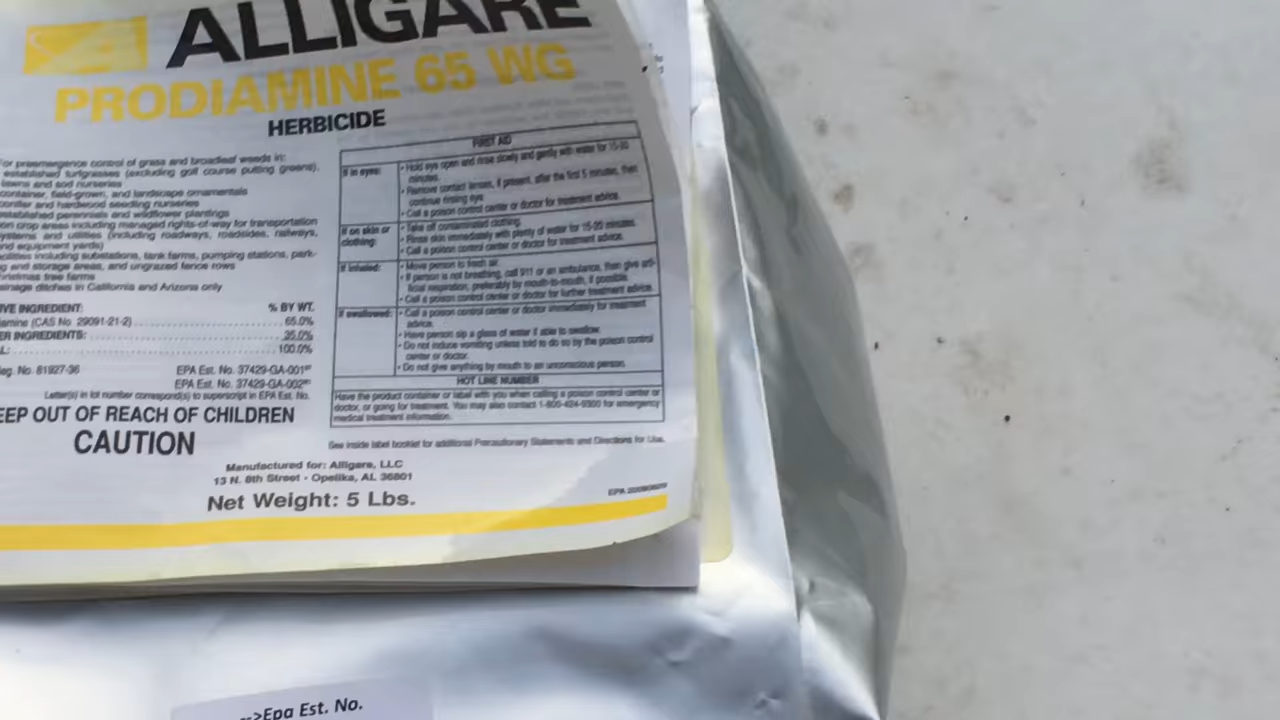 ALLIGARE
PRODIAMINE 65 WG
HERBICIDE
For preemergence control of grass and broadleaf weeds in:
established turfgrasses (excluding golf course putting greens),
lawns and sod nurseries
container, field-grown, and landscape ornamentals
conifer and hardwood seedling nurseries
established perennials and wildflower plantings
non crop areas including managed rights-of-way for transportation
systems and utilities (including roadways, roadsides, railways,
and equipment yards)
facilities including substations, tank farms, pumping stations, park-
ing and storage areas, and ungrazed fence rows
christmas tree farms
drainage ditches in California and Arizona only
IVE INGREDIENT: % BY WT.
iamine (CAS No. 29091-21-2) 65.0%
ER INGREDIENTS: 35.0%
L: 100.0%
eg. No. 81927-36 EPA Est. No. 37429-GA-001
EPA Est. No. 37429-GA-002
Letter(s) in lot number correspond(s) to superscript in EPA Est. No.
EEP OUT OF REACH OF CHILDREN
CAUTION
FIRST AID
If in eyes:
• Hold eye open and rinse slowly and gently with water for 15-20
minutes.
• Remove contact lenses, if present, after the first 5 minutes, then
continue rinsing eye
• Call a poison control center or doctor for treatment advice.
If on skin or
clothing:
• Take off contaminated clothing.
• Rinse skin immediately with plenty of water for 15-20 minutes.
• Call a poison control center or doctor for treatment advice.
If inhaled:
• Move person to fresh air.
• If person is not breathing, call 911 or an ambulance, then give arti-
ficial respiration, preferably by mouth-to-mouth, if possible.
• Call a poison control center or doctor for further treatment advice.
If swallowed:
• Call a poison control center or doctor immediately for treatment
advice.
• Have person sip a glass of water if able to swallow.
• Do not induce vomiting unless told to do so by the poison control
center or doctor.
• Do not give anything by mouth to an unconscious person.
HOT LINE NUMBER
Have the product container or label with you when calling a poison control center or
doctor, or going for treatment. You may also contact 1-800-424-9300 for emergency
medical treatment information.
See inside label booklet for additional Precautionary Statements and Directions for Use.
Manufactured for: Alligare, LLC
13 N. 8th Street • Opelika, AL 36801
Net Weight: 5 Lbs.
EPA
-->Epa Est. No.